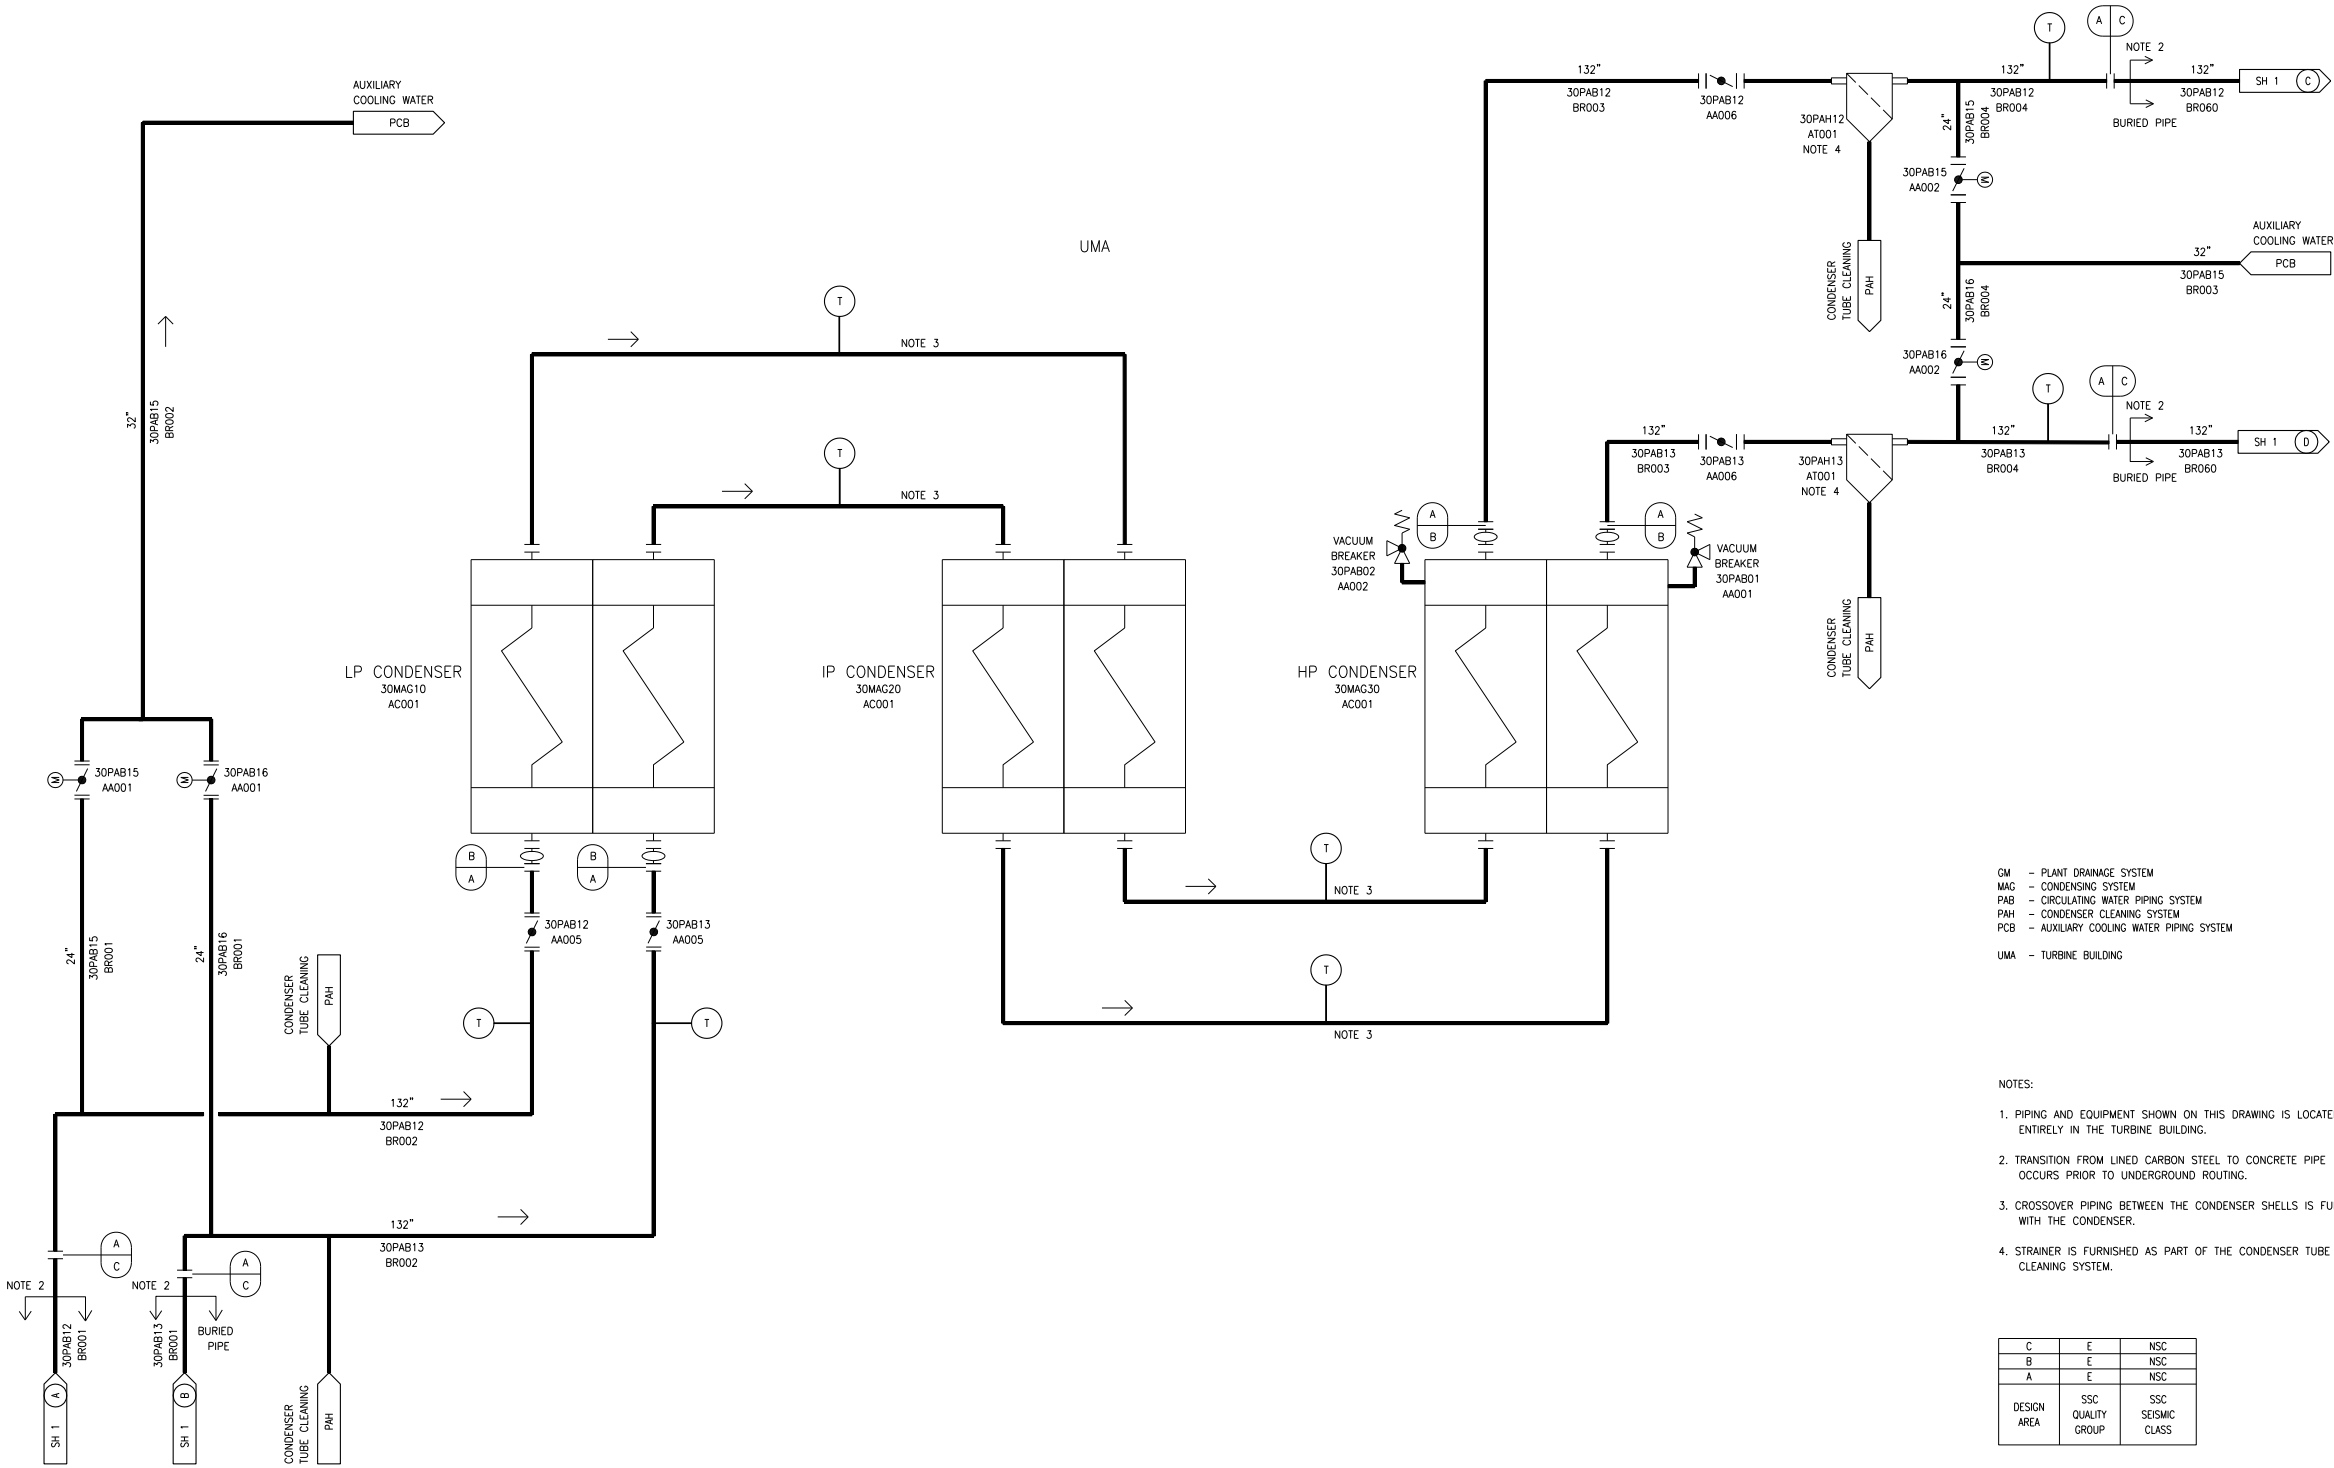 AUXILIARY
COOLING WATER
PCB
32"
30PAB15
BR002
UMA
T
NOTE 3
T
NOTE 3
LP CONDENSER
30MAG10
AC001
IP CONDENSER
30MAG20
AC001
HP CONDENSER
30MAG30
AC001
M
30PAB15
AA001
M
30PAB16
AA001
24"
30PAB15
BR001
24"
30PAB16
BR001
B
A
B
A
30PAB12
AA005
30PAB13
AA005
T
T
CONDENSER
TUBE CLEANING
PAH
132"
30PAB12
BR002
132"
30PAB13
BR002
A
C
A
C
NOTE 2
NOTE 2
BURIED
PIPE
30PAB12
BR001
30PAB13
BR001
A
SH 1
B
SH 1
CONDENSER
TUBE CLEANING
PAH
T
NOTE 3
T
NOTE 3
132"
30PAB12
BR003
30PAB12
AA006
30PAH12
AT001
NOTE 4
132"
30PAB12
BR004
T
A C
NOTE 2
BURIED PIPE
132"
30PAB12
BR060
SH 1 C
24"
30PAB15
BR004
30PAB15
AA002
M
CONDENSER
TUBE CLEANING
PAH
AUXILIARY
COOLING WATER
PCB
32"
30PAB15
BR003
24"
30PAB16
BR004
30PAB16
AA002
M
132"
30PAB13
BR003
30PAB13
AA006
30PAH13
AT001
NOTE 4
132"
30PAB13
BR004
T
A C
NOTE 2
BURIED PIPE
132"
30PAB13
BR060
SH 1 D
A
B
A
B
VACUUM
BREAKER
30PAB02
AA002
VACUUM
BREAKER
30PAB01
AA001
CONDENSER
TUBE CLEANING
PAH
GM – PLANT DRAINAGE SYSTEM
MAG – CONDENSING SYSTEM
PAB – CIRCULATING WATER PIPING SYSTEM
PAH – CONDENSER CLEANING SYSTEM
PCB – AUXILIARY COOLING WATER PIPING SYSTEM
UMA – TURBINE BUILDING
NOTES:
1. PIPING AND EQUIPMENT SHOWN ON THIS DRAWING IS LOCATE
ENTIRELY IN THE TURBINE BUILDING.
2. TRANSITION FROM LINED CARBON STEEL TO CONCRETE PIPE
OCCURS PRIOR TO UNDERGROUND ROUTING.
3. CROSSOVER PIPING BETWEEN THE CONDENSER SHELLS IS FU
WITH THE CONDENSER.
4. STRAINER IS FURNISHED AS PART OF THE CONDENSER TUBE
CLEANING SYSTEM.
C E NSC
B E NSC
A E NSC
DESIGN
AREA
SSC
QUALITY
GROUP
SSC
SEISMIC
CLASS